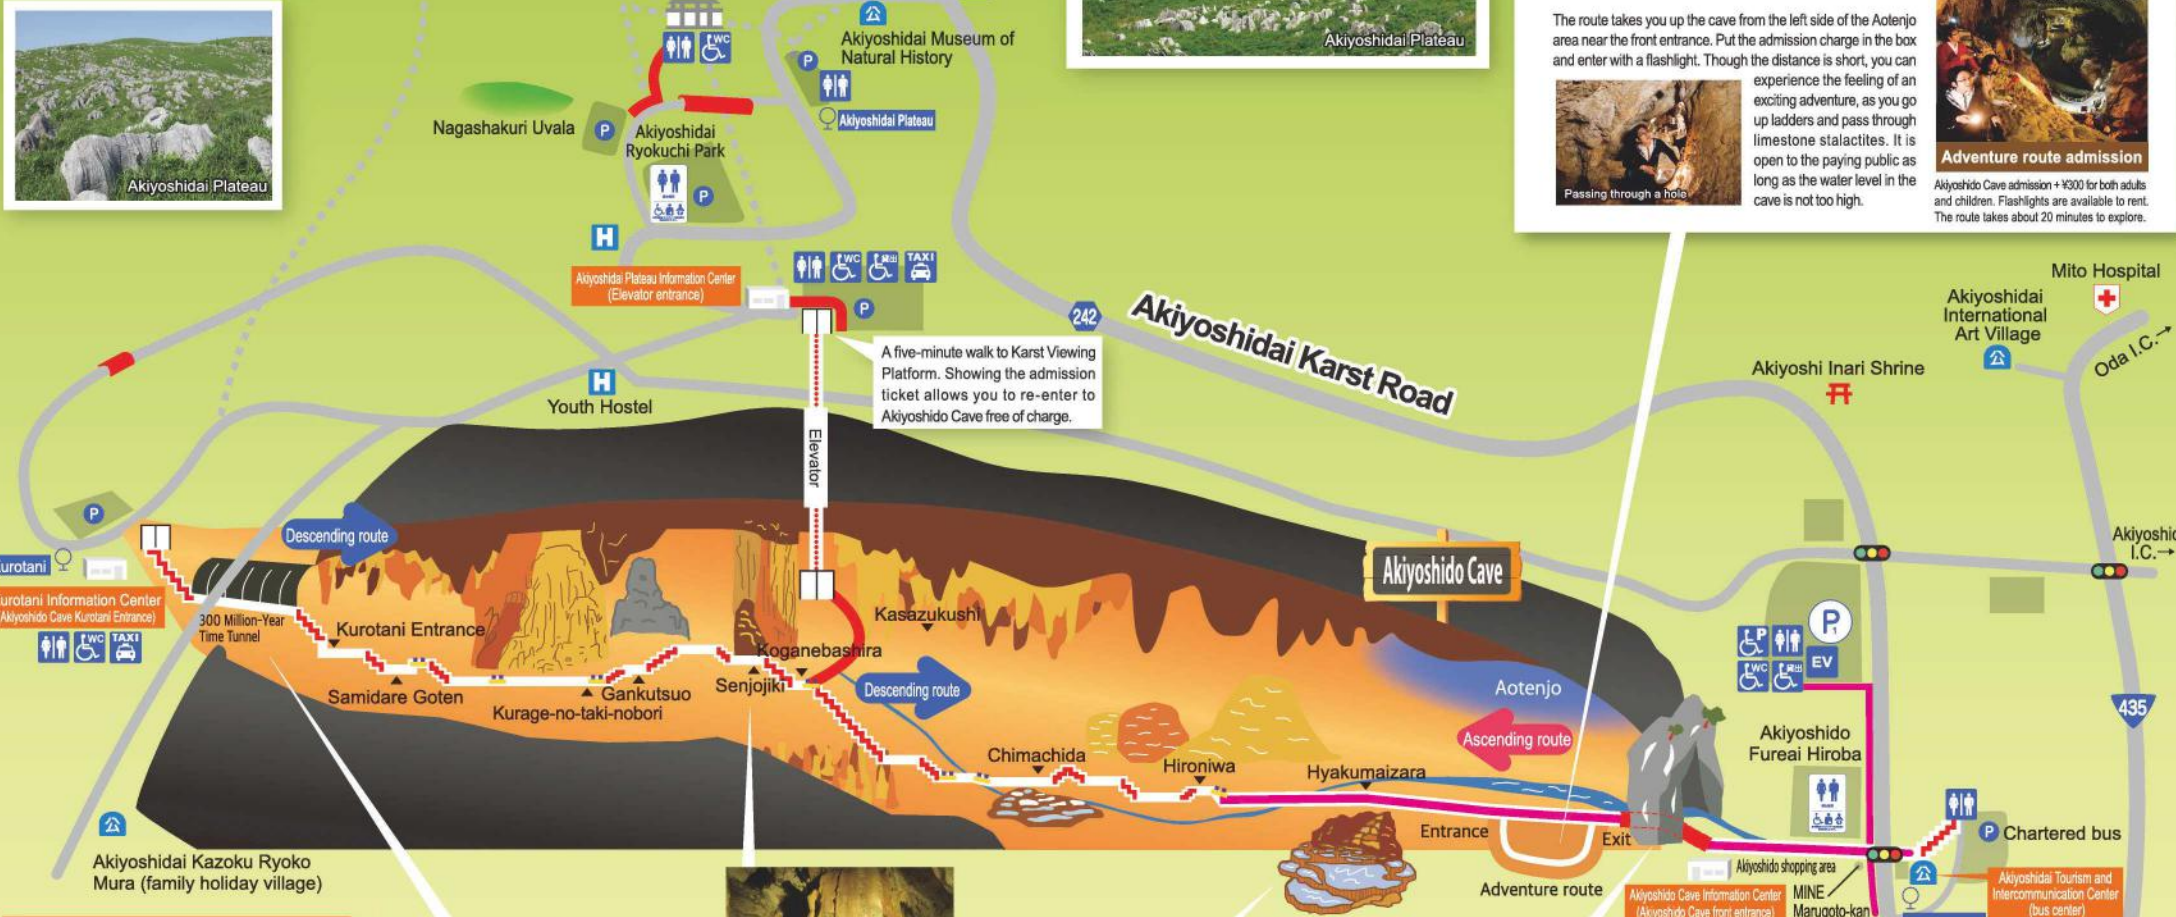 Akiyoshidai Plateau
WC
Akiyoshidai Museum of
Natural History
P
Akiyoshidai Plateau
Nagashakuri Uvala
P
Akiyoshidai
Ryokuchi Park
P
H
Akiyoshidai Plateau
The route takes you up the cave from the left side of the Aotenjo
area near the front entrance. Put the admission charge in the box
and enter with a flashlight. Though the distance is short, you can
experience the feeling of an
exciting adventure, as you go
up ladders and pass through
limestone stalactites. It is
open to the paying public as
long as the water level in the
cave is not too high.
Passing through a hole
Adventure route admission
Akiyoshido Cave admission + ¥300 for both adults
and children. Flashlights are available to rent.
The route takes about 20 minutes to explore.
Akiyoshidai Plateau Information Center
(Elevator entrance)
WC
貸出
TAXI
P
A five-minute walk to Karst Viewing
Platform. Showing the admission
ticket allows you to re-enter to
Akiyoshido Cave free of charge.
242
Akiyoshidai Karst Road
Mito Hospital
Akiyoshidai
International
Art Village
Oda I.C.→
Akiyoshi Inari Shrine
H
Youth Hostel
Elevator
P
Descending route
Akiyoshido Cave
Akiyoshid
I.C.→
urotani
urotani Information Center
(Akiyoshido Cave Kurotani Entrance)
WC
TAXI
300 Million-Year
Time Tunnel
Kurotani Entrance
Samidare Goten
Kurage-no-taki-nobori
Gankutsuo
Senjojiki
Koganebashira
Kasazukushi
Descending route
Chimachida
Hironiwa
Hyakumaizara
Aotenjo
Ascending route
P
P1
WC
貸出
EV
435
Akiyoshido
Fureai Hiroba
Entrance
Exit
Adventure route
P
Chartered bus
Akiyoshido shopping area
Akiyoshido Cave Information Center
(Akiyoshido Cave front entrance)
MINE
Marugoto-kan
Akiyoshidai Tourism and
Intercommunication Center
(bus center)
Akiyoshidai Kazoku Ryoko
Mura (family holiday village)